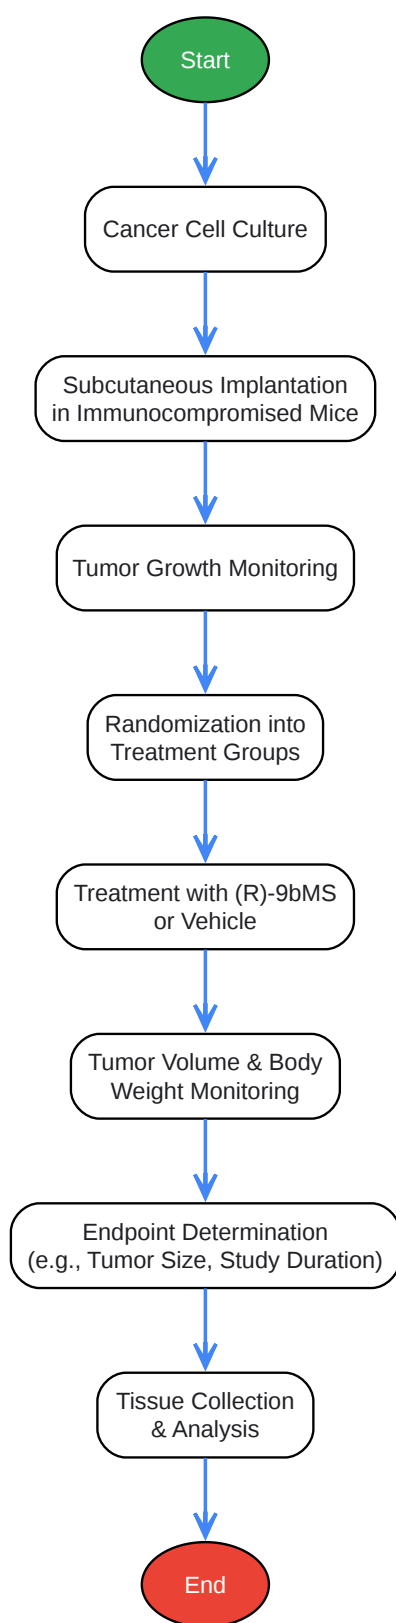 Start
Cancer Cell Culture
Subcutaneous Implantation
in Immunocompromised Mice
Tumor Growth Monitoring
Randomization into
Treatment Groups
Treatment with (R)-9bMS
or Vehicle
Tumor Volume & Body
Weight Monitoring
Endpoint Determination
(e.g., Tumor Size, Study Duration)
Tissue Collection
& Analysis
End